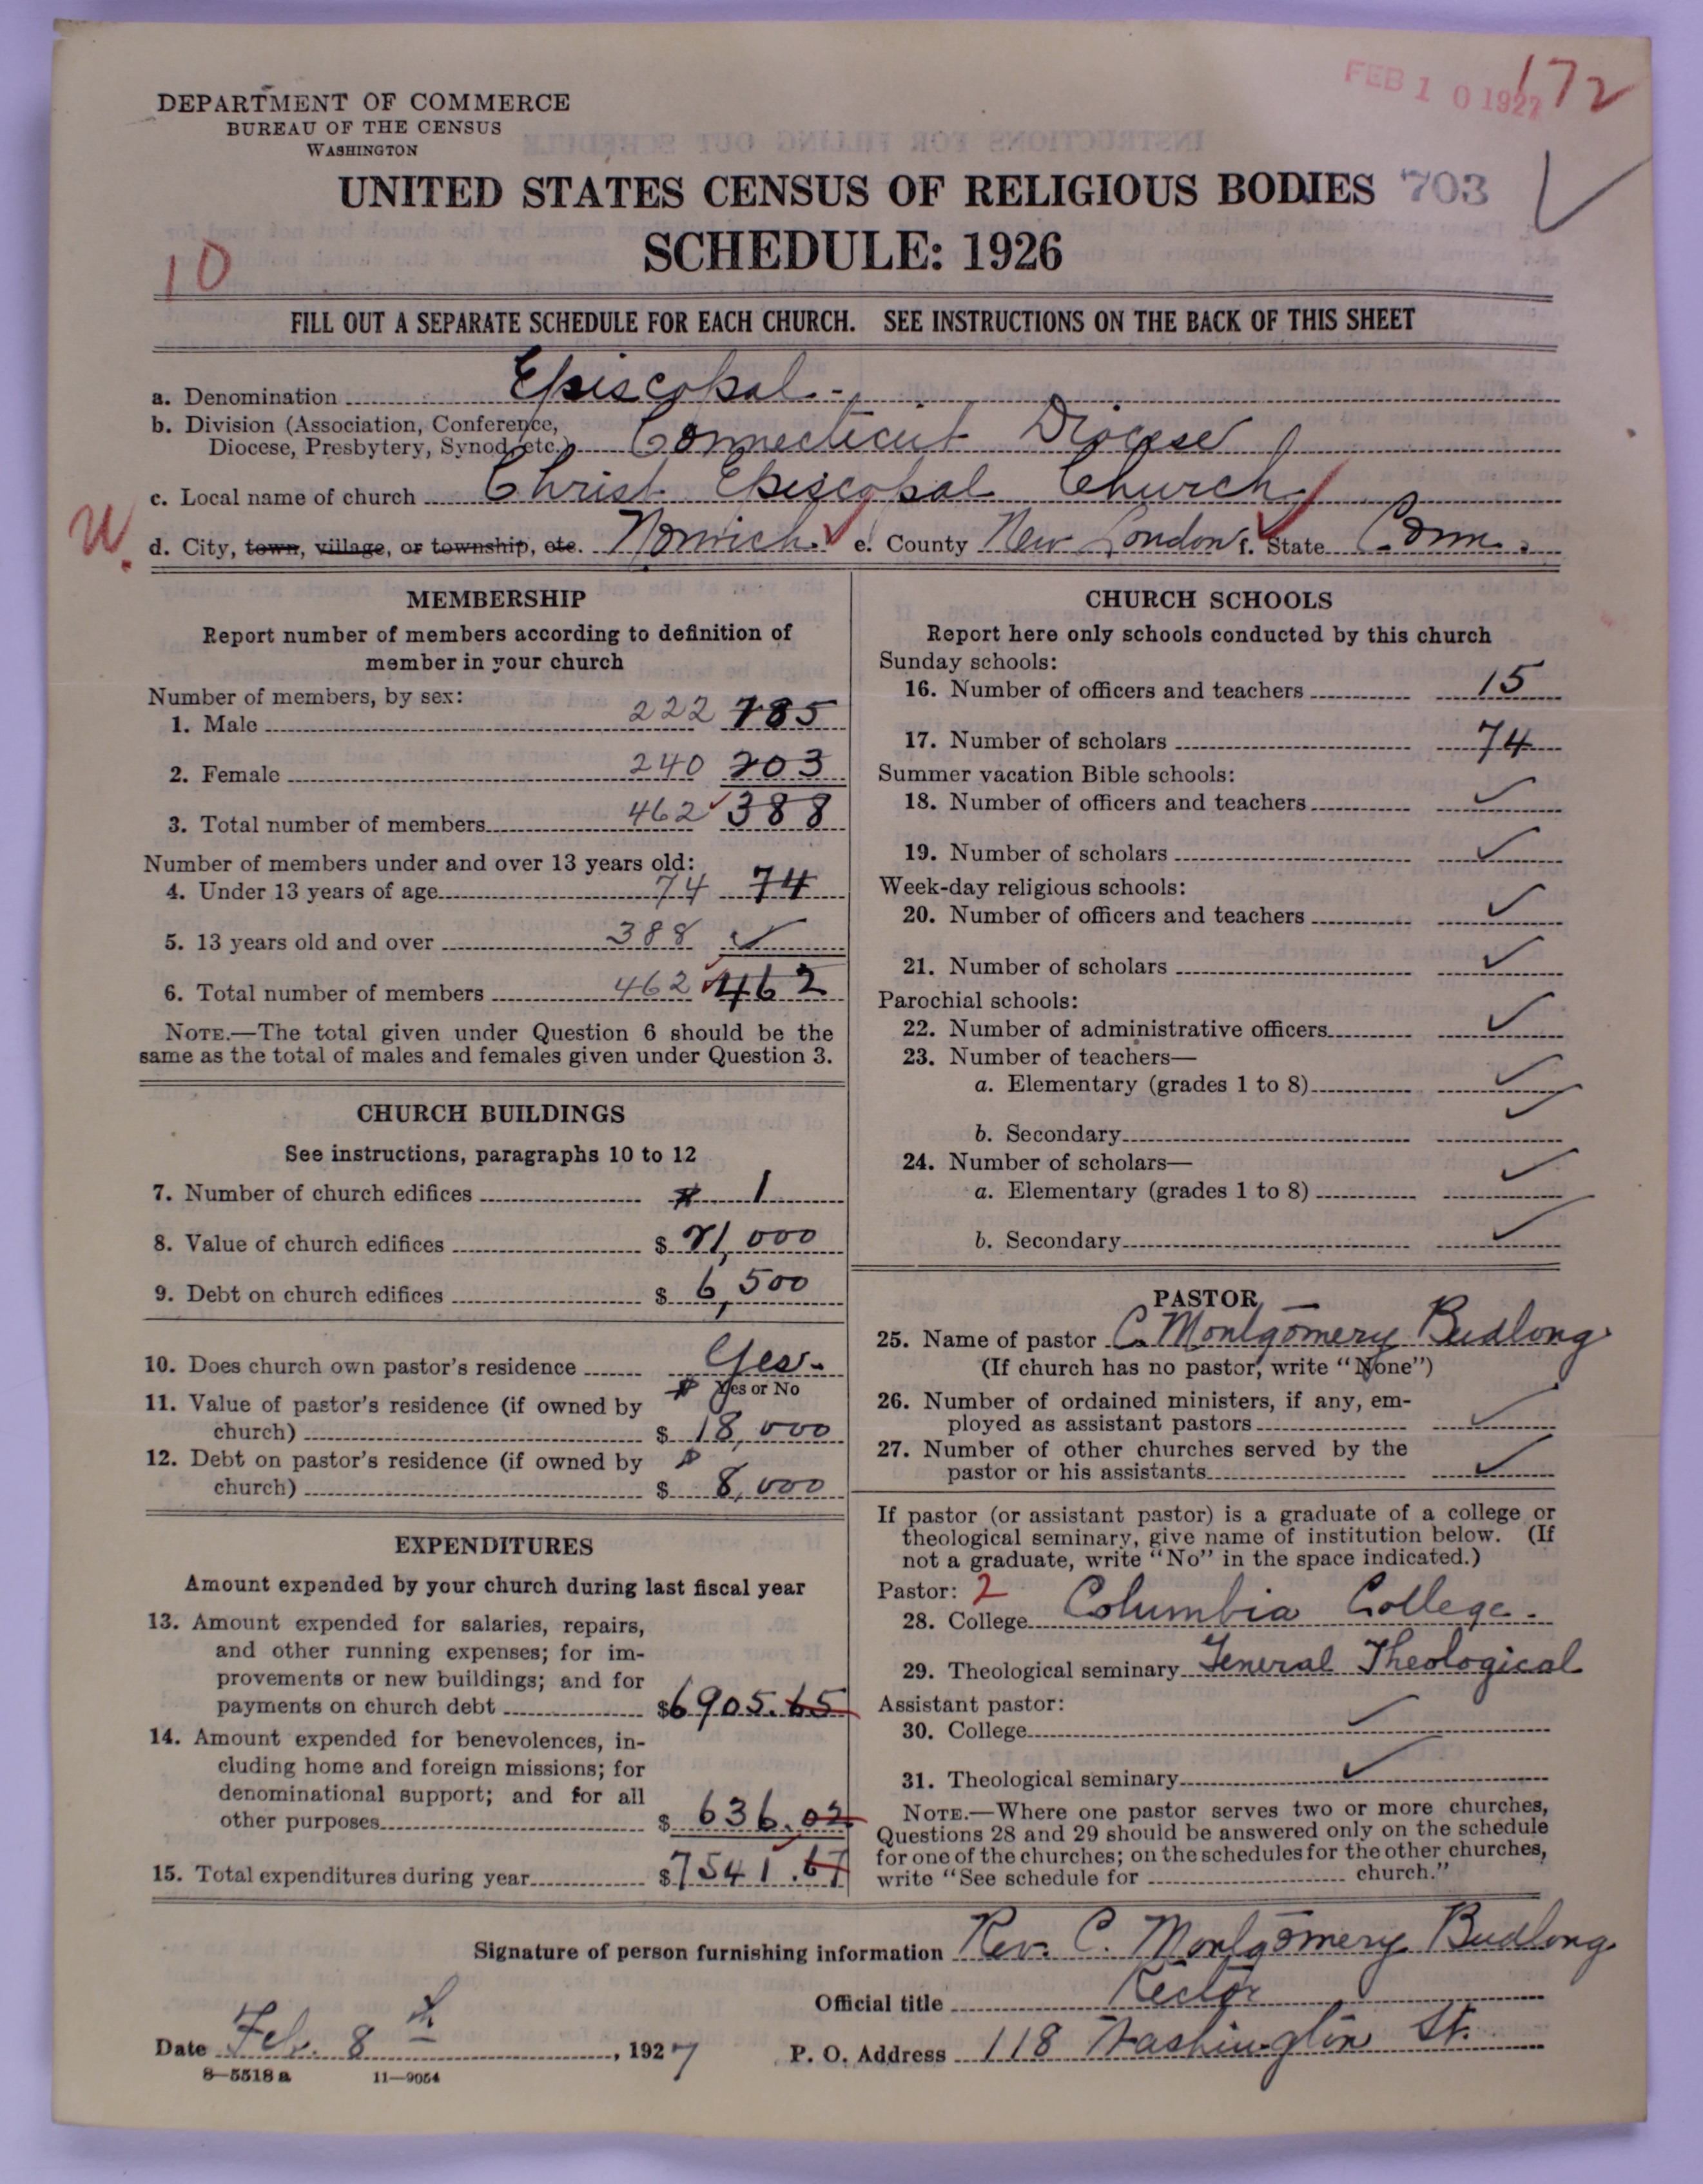 FEB 10 1927
172
DEPARTMENT OF COMMERCE
BUREAU OF THE CENSUS
WASHINGTON
UNITED STATES CENSUS OF RELIGIOUS BODIES 703
SCHEDULE: 1926
10
FILL OUT A SEPARATE SCHEDULE FOR EACH CHURCH. SEE INSTRUCTIONS ON THE BACK OF THIS SHEET
a. Denomination Episcopal -
b. Division (Association, Conference,
Diocese, Presbytery, Synod, etc.) Connecticut Diocese
c. Local name of church Christ Episcopal Church
W.
d. City, town, village, or township, etc. Norwich e. County New London f. State Conn.
MEMBERSHIP
Report number of members according to definition of
member in your church
Number of members, by sex:
1. Male 222 185
2. Female 240 203
3. Total number of members 462 388
Number of members under and over 13 years old:
4. Under 13 years of age 74 74
5. 13 years old and over 388 ✓
6. Total number of members 462 462
NOTE.—The total given under Question 6 should be the
same as the total of males and females given under Question 3.
CHURCH BUILDINGS
See instructions, paragraphs 10 to 12
7. Number of church edifices 1
8. Value of church edifices $ 71,000
9. Debt on church edifices $ 6,500
10. Does church own pastor's residence Yes-
Yes or No
11. Value of pastor's residence (if owned by
church) $ 18,000
12. Debt on pastor's residence (if owned by
church) $ 8,000
EXPENDITURES
Amount expended by your church during last fiscal year
13. Amount expended for salaries, repairs,
and other running expenses; for im-
provements or new buildings; and for
payments on church debt $6905.65
14. Amount expended for benevolences, in-
cluding home and foreign missions; for
denominational support; and for all
other purposes $ 636.02
15. Total expenditures during year $7541.67
CHURCH SCHOOLS
Report here only schools conducted by this church
Sunday schools:
16. Number of officers and teachers 15
17. Number of scholars 74
Summer vacation Bible schools:
18. Number of officers and teachers ✓
19. Number of scholars ✓
Week-day religious schools:
20. Number of officers and teachers ✓
21. Number of scholars ✓
Parochial schools:
22. Number of administrative officers ✓
23. Number of teachers—
a. Elementary (grades 1 to 8) ✓
b. Secondary ✓
24. Number of scholars—
a. Elementary (grades 1 to 8) ✓
b. Secondary ✓
PASTOR
25. Name of pastor C. Montgomery Budlong
(If church has no pastor, write "None")
26. Number of ordained ministers, if any, em-
ployed as assistant pastors ✓
27. Number of other churches served by the
pastor or his assistants ✓
If pastor (or assistant pastor) is a graduate of a college or
theological seminary, give name of institution below. (If
not a graduate, write "No" in the space indicated.)
Pastor: 2
28. College Columbia College.
29. Theological seminary General Theological
Assistant pastor:
30. College ✓
31. Theological seminary ✓
NOTE.—Where one pastor serves two or more churches,
Questions 28 and 29 should be answered only on the schedule
for one of the churches; on the schedules for the other churches,
write "See schedule for church."
Signature of person furnishing information Rev. C. Montgomery Budlong
Official title Rector
Date Feb. 8th, 1927 P. O. Address 118 Washington St.
8—5518 a 11—9054